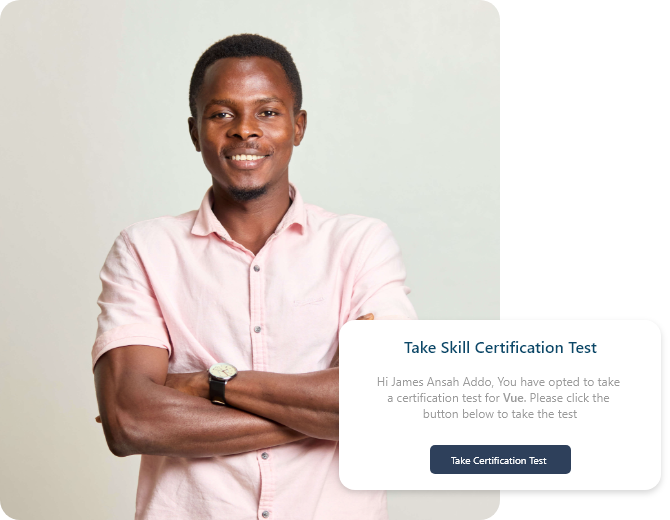 Take Skill Certification Test
Hi James Ansah Addo, You have opted to take
a certification test for Vue. Please click the
button below to take the test
Take Certification Test